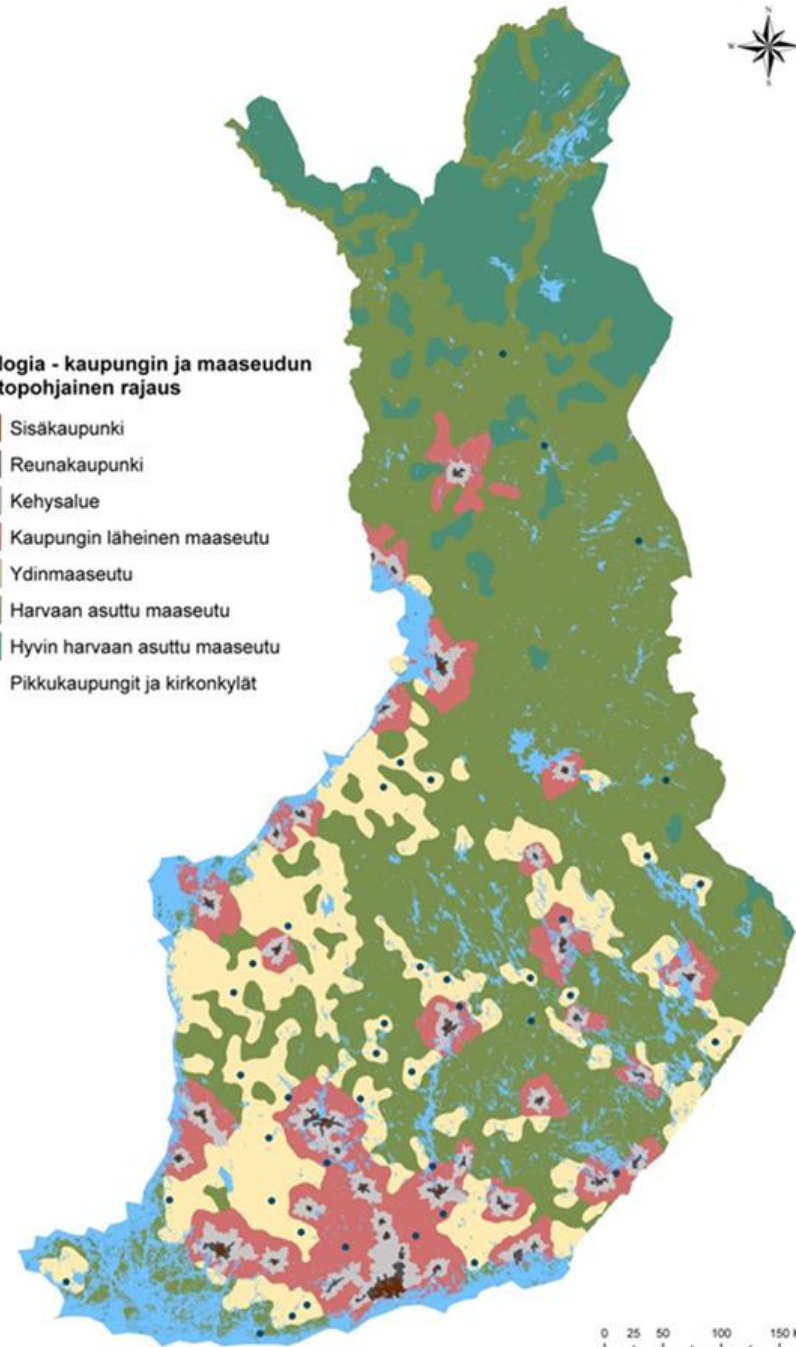 N
W
S
logia - kaupungin ja maaseudun
topohjainen rajaus
Sisäkaupunki
Reunakaupunki
Kehysalue
Kaupungin läheinen maaseutu
Ydinmaaseutu
Harvaan asuttu maaseutu
Hyvin harvaan asuttu maaseutu
Pikkukaupungit ja kirkonkylät
0 25 50 100 150